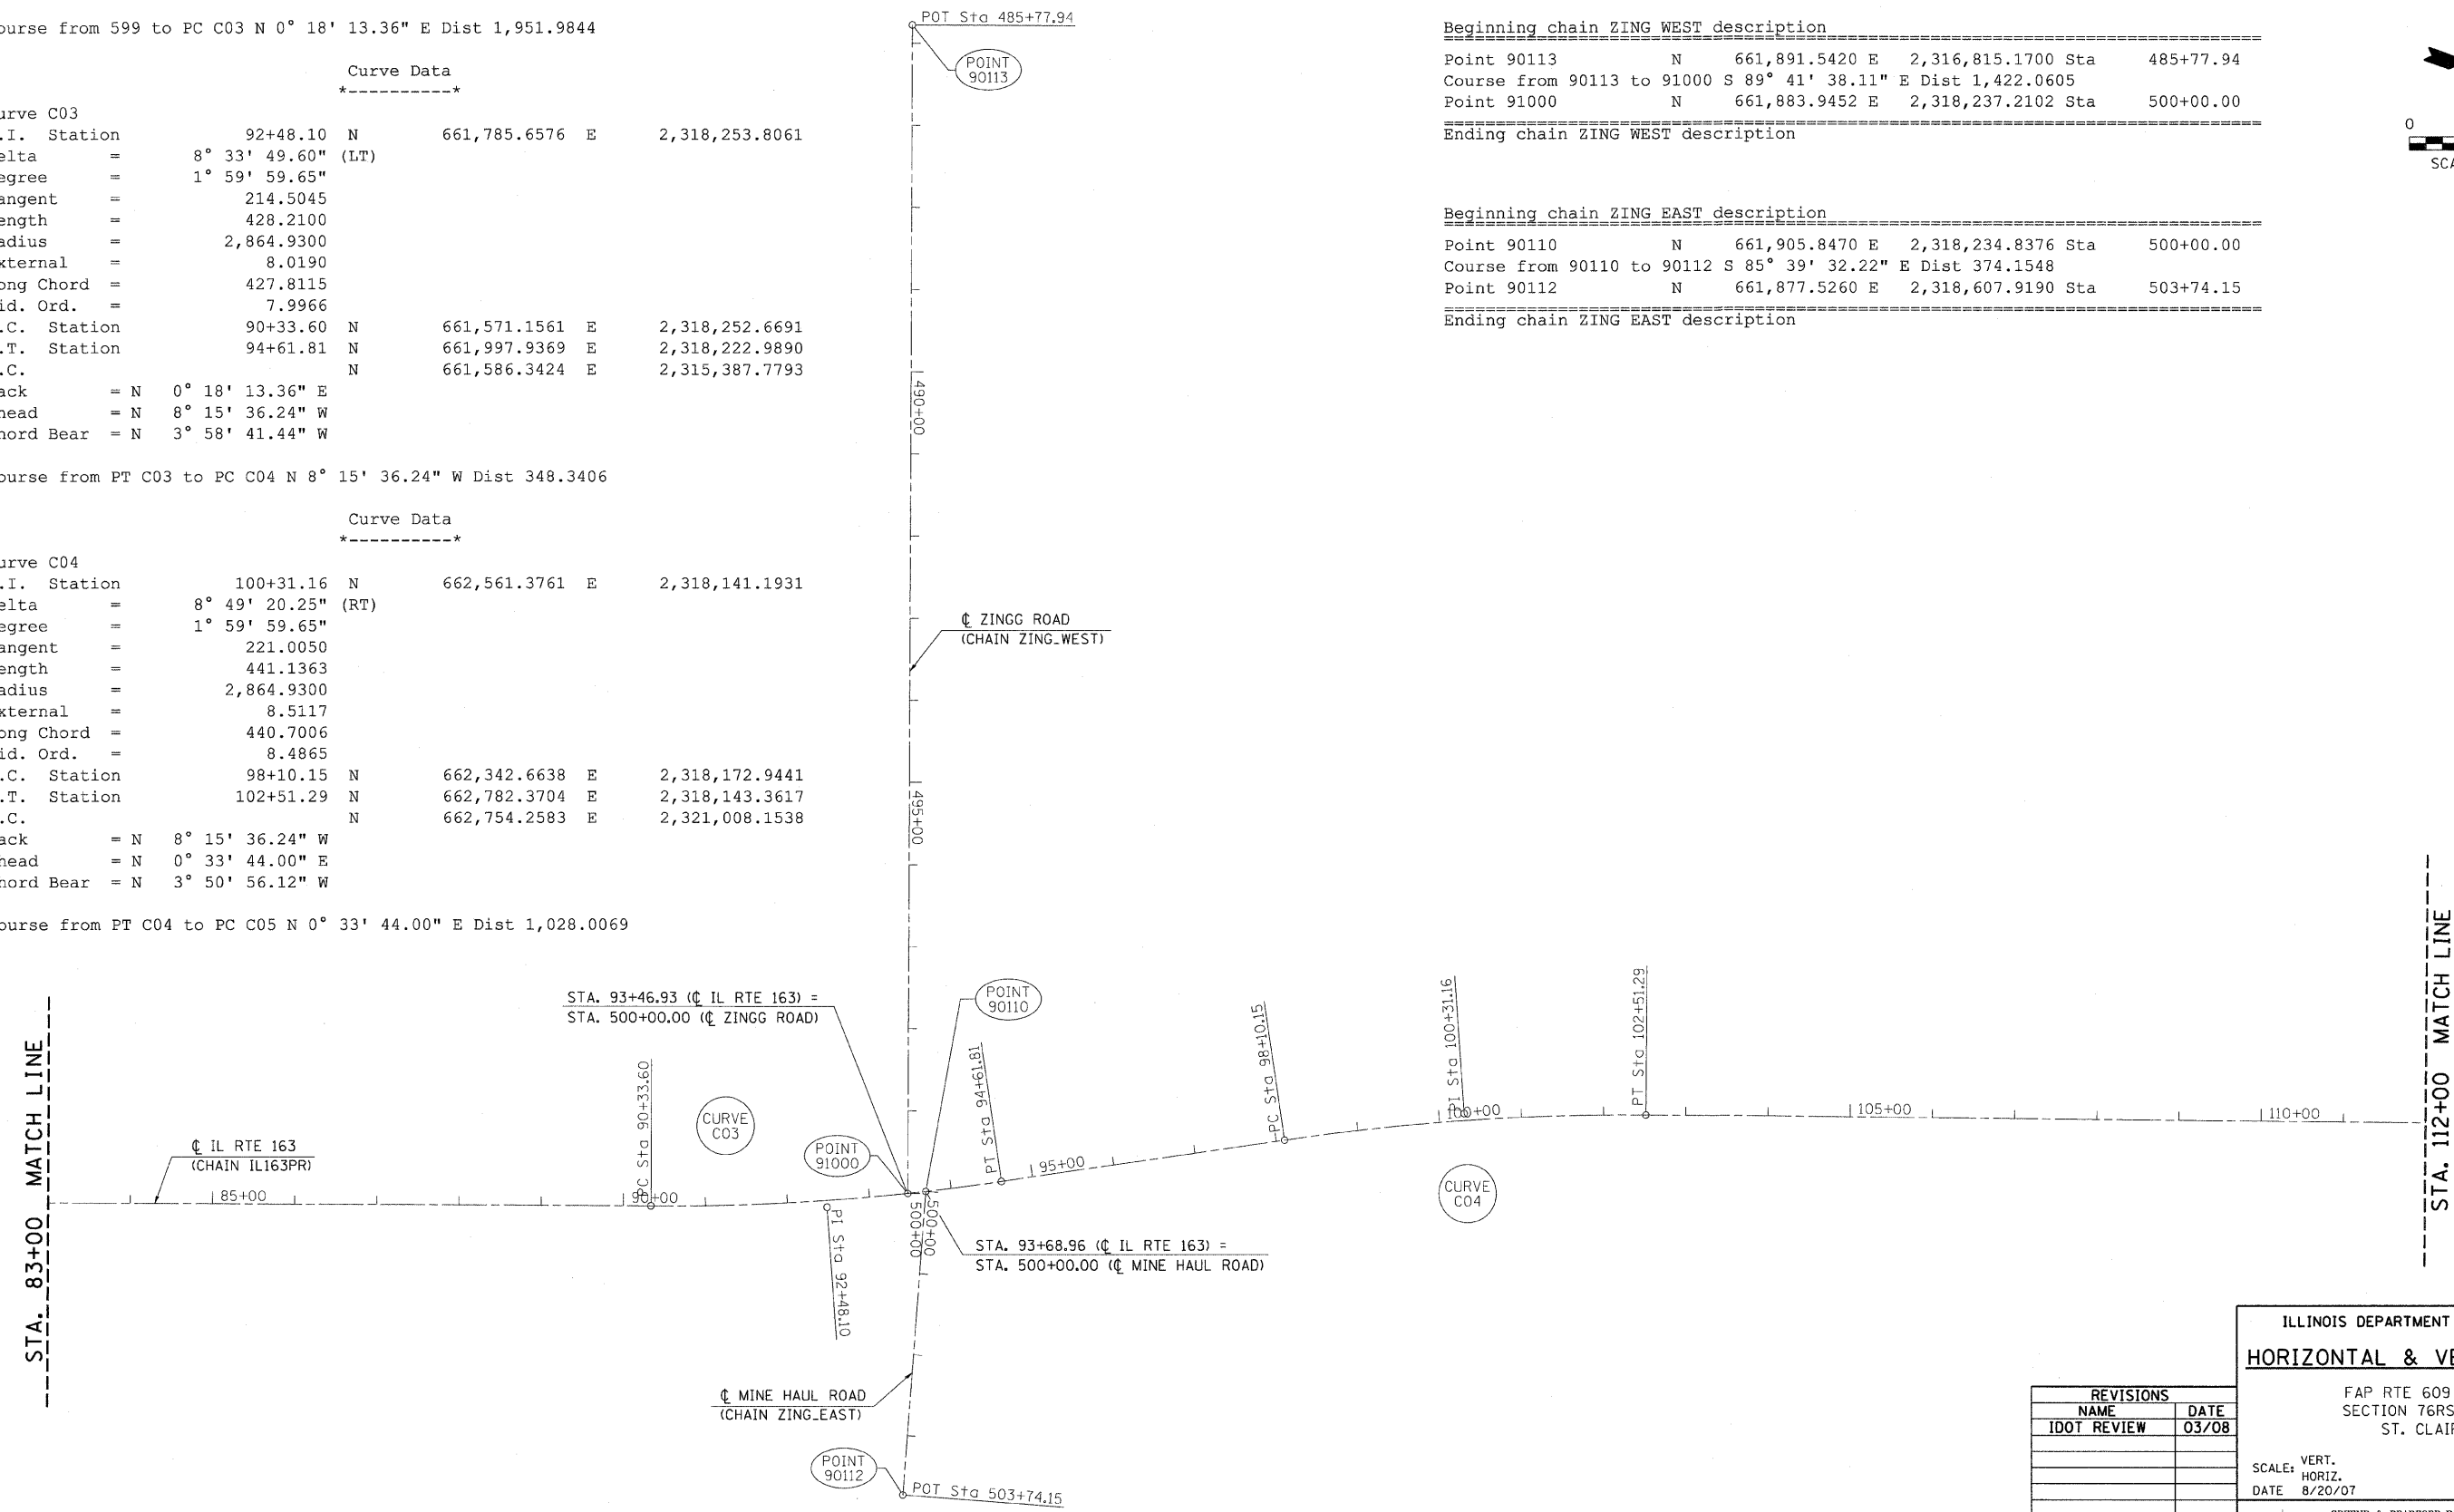 ourse from 599 to PC C03 N 0° 18' 13.36" E Dist 1,951.9844
Curve Data
*----------*
urve C03
.I. Station 92+48.10 N 661,785.6576 E 2,318,253.8061
elta = 8° 33' 49.60" (LT)
egree = 1° 59' 59.65"
angent = 214.5045
ength = 428.2100
adius = 2,864.9300
xternal = 8.0190
ong Chord = 427.8115
id. Ord. = 7.9966
.C. Station 90+33.60 N 661,571.1561 E 2,318,252.6691
.T. Station 94+61.81 N 661,997.9369 E 2,318,222.9890
.C. N 661,586.3424 E 2,315,387.7793
ack = N 0° 18' 13.36" E
head = N 8° 15' 36.24" W
hord Bear = N 3° 58' 41.44" W
ourse from PT C03 to PC C04 N 8° 15' 36.24" W Dist 348.3406
Curve Data
*----------*
urve C04
.I. Station 100+31.16 N 662,561.3761 E 2,318,141.1931
elta = 8° 49' 20.25" (RT)
egree = 1° 59' 59.65"
angent = 221.0050
ength = 441.1363
adius = 2,864.9300
xternal = 8.5117
ong Chord = 440.7006
id. Ord. = 8.4865
.C. Station 98+10.15 N 662,342.6638 E 2,318,172.9441
.T. Station 102+51.29 N 662,782.3704 E 2,318,143.3617
.C. N 662,754.2583 E 2,321,008.1538
ack = N 8° 15' 36.24" W
head = N 0° 33' 44.00" E
hord Bear = N 3° 50' 56.12" W
ourse from PT C04 to PC C05 N 0° 33' 44.00" E Dist 1,028.0069
POT Sta 485+77.94
POINT
90113
Beginning chain ZING WEST description
Point 90113 N 661,891.5420 E 2,316,815.1700 Sta 485+77.94
Course from 90113 to 91000 S 89° 41' 38.11" E Dist 1,422.0605
Point 91000 N 661,883.9452 E 2,318,237.2102 Sta 500+00.00
Ending chain ZING WEST description
Beginning chain ZING EAST description
Point 90110 N 661,905.8470 E 2,318,234.8376 Sta 500+00.00
Course from 90110 to 90112 S 85° 39' 32.22" E Dist 374.1548
Point 90112 N 661,877.5260 E 2,318,607.9190 Sta 503+74.15
Ending chain ZING EAST description
0
SCA
490+00
℄ ZINGG ROAD
(CHAIN ZING_WEST)
495+00
STA. 93+46.93 (℄ IL RTE 163) =
STA. 500+00.00 (℄ ZINGG ROAD)
POINT
90110
STA. 83+00 MATCH LINE
℄ IL RTE 163
(CHAIN IL163PR)
85+00
PC Sta 90+33.60
90+00
CURVE
C03
POINT
91000
PI Sta 92+48.10
500+00
500+00
PT Sta 94+61.81
95+00
PC Sta 98+10.15
PI Sta 100+31.16
100+00
CURVE
C04
PT Sta 102+51.29
105+00
110+00
STA. 112+00 MATCH LINE
STA. 93+68.96 (℄ IL RTE 163) =
STA. 500+00.00 (℄ MINE HAUL ROAD)
℄ MINE HAUL ROAD
(CHAIN ZING_EAST)
POINT
90112
POT Sta 503+74.15
REVISIONS
NAME DATE
IDOT REVIEW 03/08
ILLINOIS DEPARTMENT
HORIZONTAL & VE
FAP RTE 609
SECTION 76RS
ST. CLAIR
SCALE: VERT.
HORIZ.
DATE 8/20/07